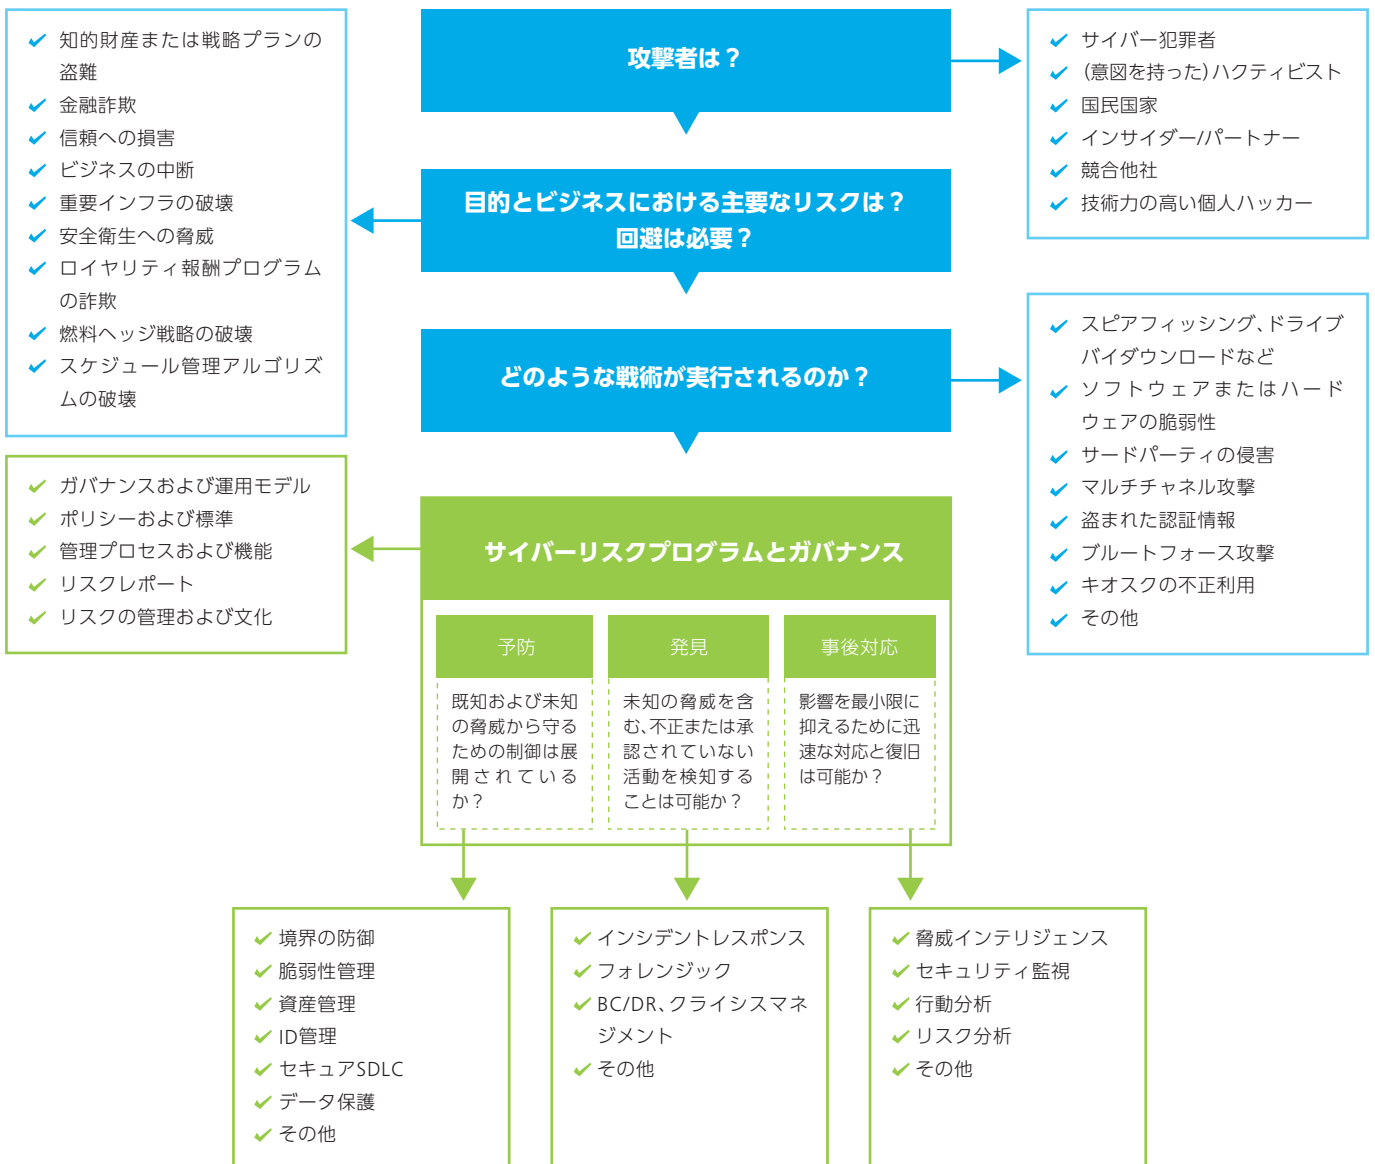 攻撃者は？
サイバー犯罪者
(意図を持った)ハクティビスト
国民国家
インサイダー/パートナー
競合他社
技術力の高い個人ハッカー
目的とビジネスにおける主要なリスクは？
回避は必要？
知的財産または戦略プランの
盗難
金融詐欺
信頼への損害
ビジネスの中断
重要インフラの破壊
安全衛生への脅威
ロイヤリティ報酬プログラム
の詐欺
燃料ヘッジ戦略の破壊
スケジュール管理アルゴリズ
ムの破壊
どのような戦術が実行されるのか？
スピアフィッシング、ドライブ
バイダウンロードなど
ソフトウェアまたはハード
ウェアの脆弱性
サードパーティの侵害
マルチチャネル攻撃
盗まれた認証情報
ブルートフォース攻撃
キオスクの不正利用
その他
サイバーリスクプログラムとガバナンス
ガバナンスおよび運用モデル
ポリシーおよび標準
管理プロセスおよび機能
リスクレポート
リスクの管理および文化
予防
既知および未知
の脅威から守る
ための制御は展
開されている
か？
発見
未知の脅威を含
む、不正または承
認されていない
活動を検知する
ことは可能か？
事後対応
影響を最小限に
抑えるために迅
速な対応と復旧
は可能か？
境界の防御
脆弱性管理
資産管理
ID管理
セキュアSDLC
データ保護
その他
インシデントレスポンス
フォレンジック
BC/DR、クライシスマネ
ジメント
その他
脅威インテリジェンス
セキュリティ監視
行動分析
リスク分析
その他